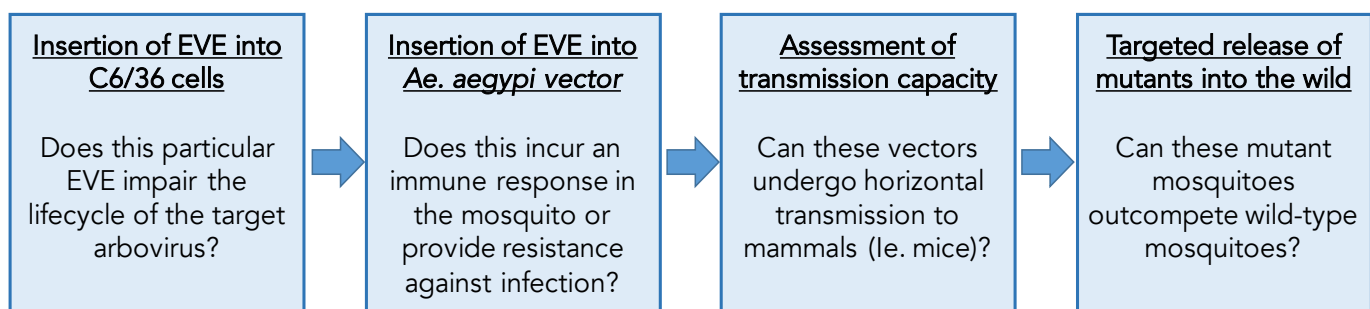 Insertion of EVE into
C6/36 cells
Does this particular
EVE impair the
lifecycle of the target
arbovirus?
Insertion of EVE into
Ae. aegypi vector
Does this incur an
immune response in
the mosquito or
provide resistance
against infection?
Assessment of
transmission capacity
Can these vectors
undergo horizontal
transmission to
mammals (Ie. mice)?
Targeted release of
mutants into the wild
Can these mutant
mosquitoes
outcompete wild-type
mosquitoes?